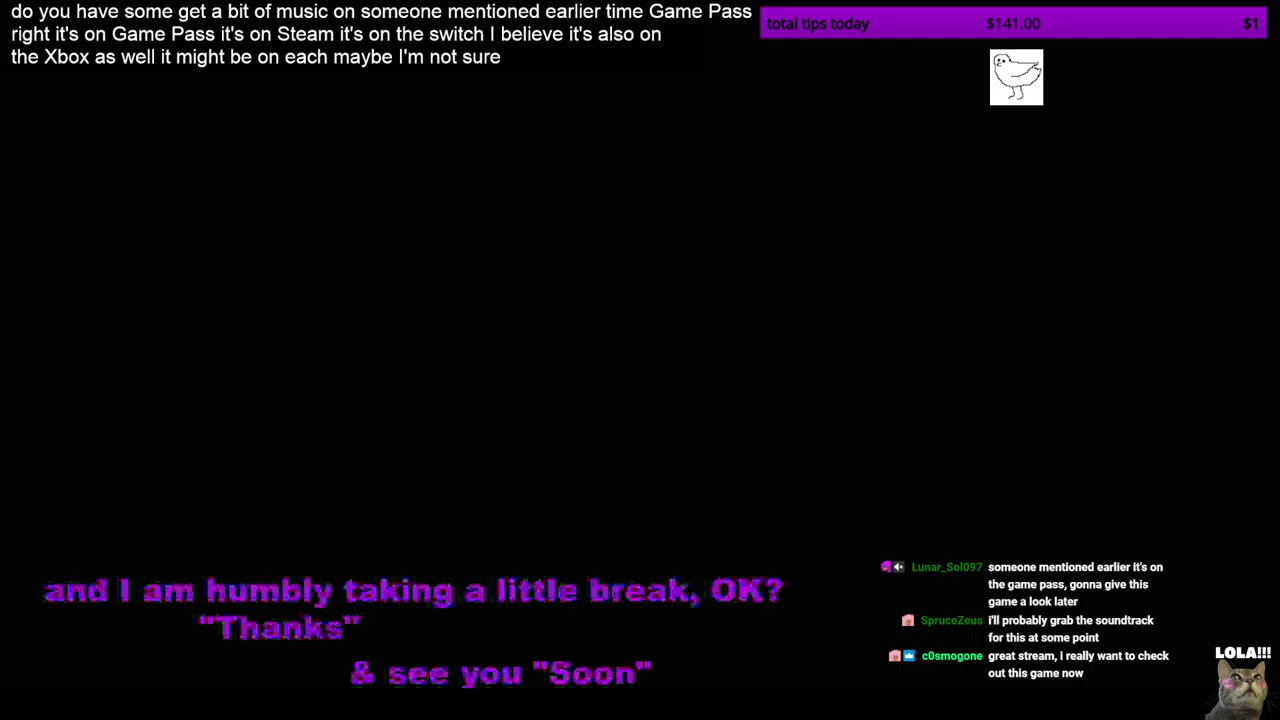 do you have some get a bit of music on someone mentioned earlier time Game Pass
right it's on Game Pass it's on Steam it's on the switch I believe it's also on
the Xbox as well it might be on each maybe I'm not sure
total tips today $141.00 $1
and I am humbly taking a little break, OK?
"Thanks"
& see you "Soon"
Lunar_Sol097 someone mentioned earlier it's on
the game pass, gonna give this
game a look later
SpruceZeus i'll probably grab the soundtrack
for this at some point
c0smogone great stream, i really want to check
out this game now
LOLA!!!